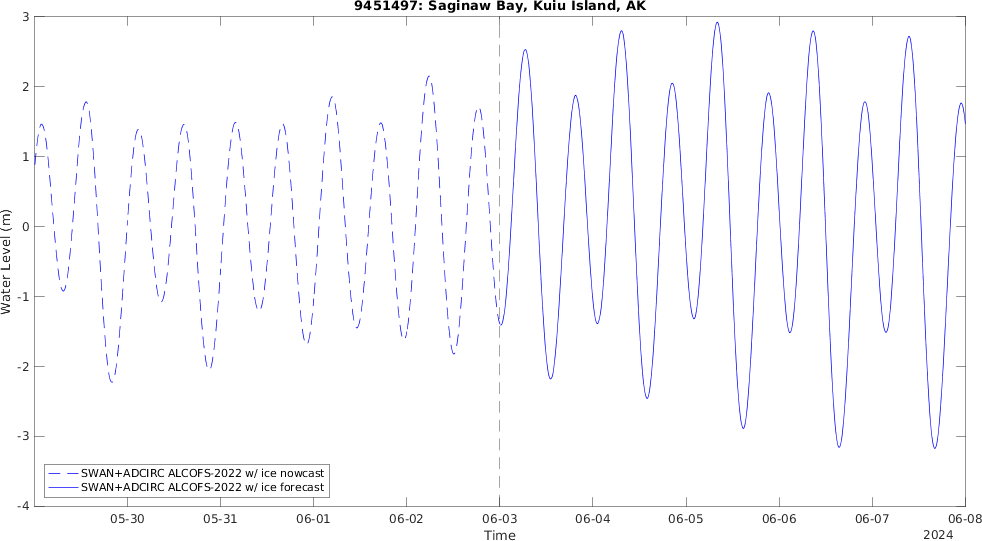 9451497: Saginaw Bay, Kuiu Island, AK
3
2
1
0
-1
-2
-3
-4
Water Level (m)
SWAN+ADCIRC ALCOFS-2022 w/ ice nowcast
SWAN+ADCIRC ALCOFS-2022 w/ ice forecast
05-30 05-31 06-01 06-02 06-03 06-04 06-05 06-06 06-07 06-08
Time
2024